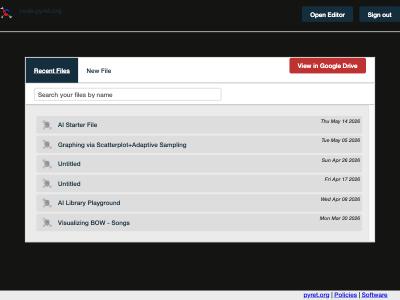 Open Editor
Sign out
Recent Files
New File
View in Google Drive
Search your files by name
AI Starter File
Thu May 14 2026
Graphing via Scatterplot+Adaptive Sampling
Tue May 05 2026
Untitled
Sun Apr 26 2026
Untitled
Fri Apr 17 2026
AI Library Playground
Wed Apr 08 2026
Visualizing BOW - Songs
Mon Mar 30 2026
pyret.org | Policies | Software